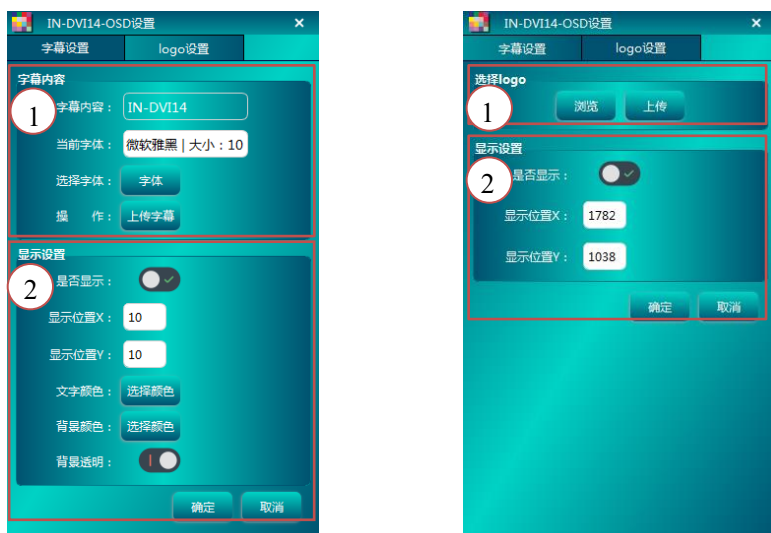 IN-DVI14-OSD设置 ×
字幕设置 logo设置
字幕内容
1
字幕内容： IN-DVI14
当前字体： 微软雅黑 | 大小：10
选择字体： 字体
操 作： 上传字幕
显示设置
2
是否显示：
显示位置X： 10
显示位置Y： 10
文字颜色： 选择颜色
背景颜色： 选择颜色
背景透明：
确定 取消
IN-DVI14-OSD设置 ×
字幕设置 logo设置
选择logo
1
浏览 上传
显示设置
2
是否显示：
显示位置X： 1782
显示位置Y： 1038
确定 取消